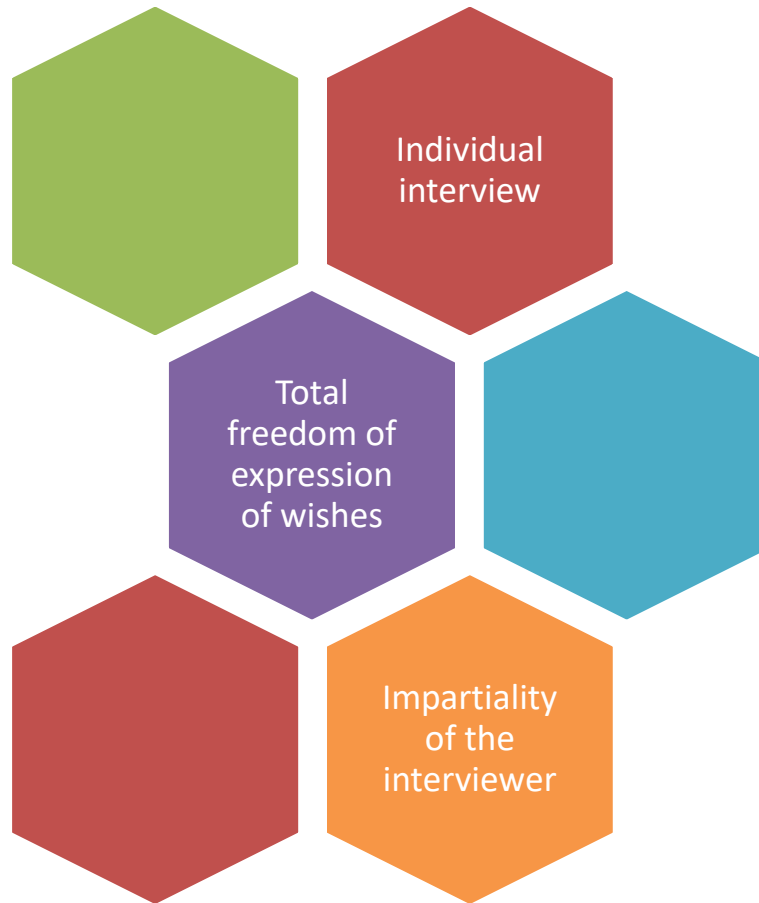 Individual
interview
Total
freedom of
expression
of wishes
Impartiality
of the
interviewer